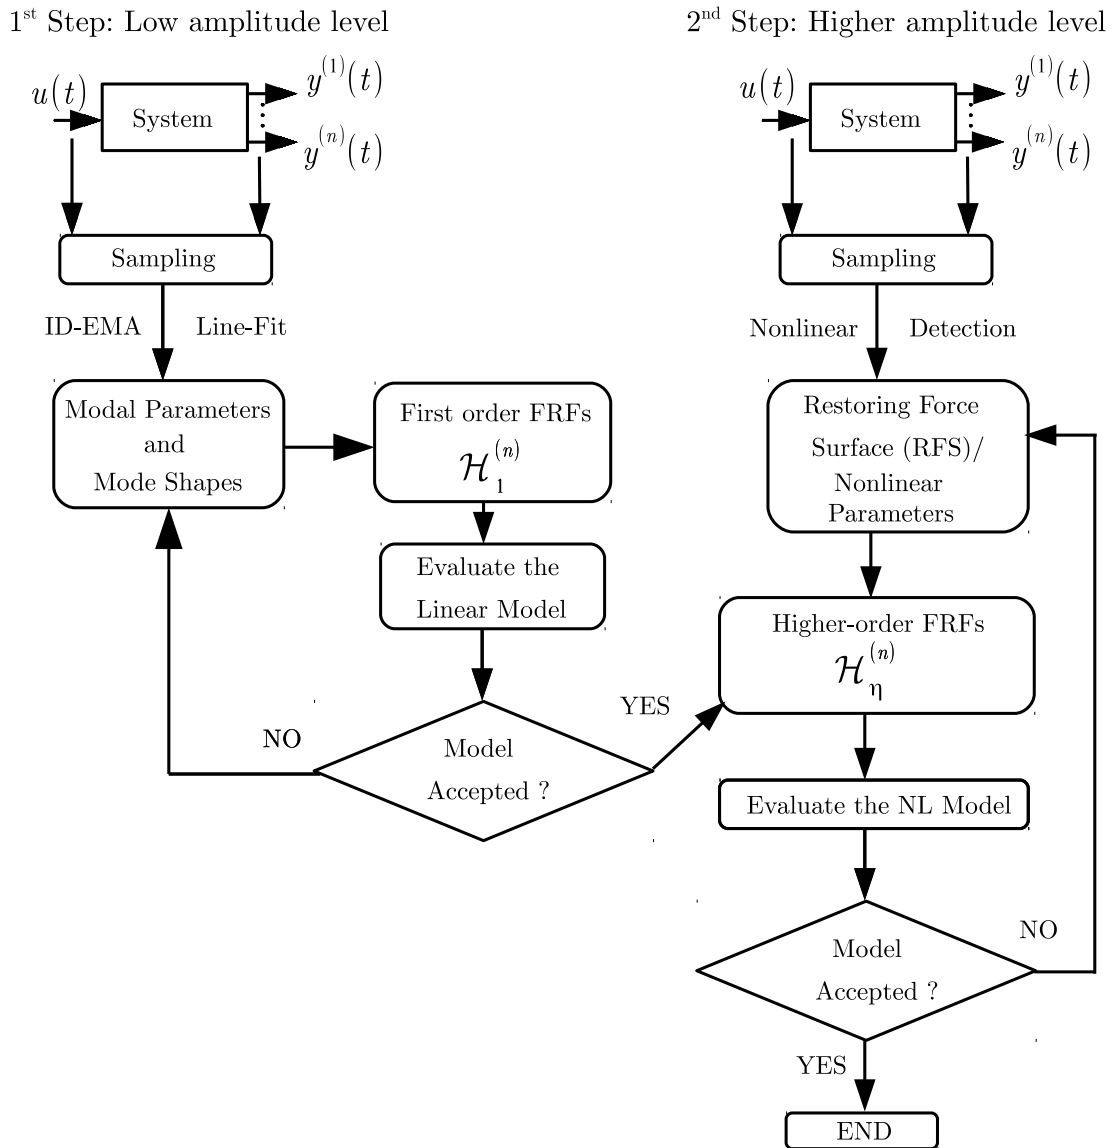 1st Step: Low amplitude level
u(t)
System
y(1)(t)
y(n)(t)
Sampling
ID-EMA
Line-Fit
Modal Parameters
and
Mode Shapes
First order FRFs
ℋ1(n)
Evaluate the
Linear Model
Model
Accepted ?
NO
YES
2nd Step: Higher amplitude level
u(t)
System
y(1)(t)
y(n)(t)
Sampling
Nonlinear
Detection
Restoring Force
Surface (RFS)/
Nonlinear
Parameters
Higher-order FRFs
ℋη(n)
Evaluate the NL Model
Model
Accepted ?
NO
YES
END